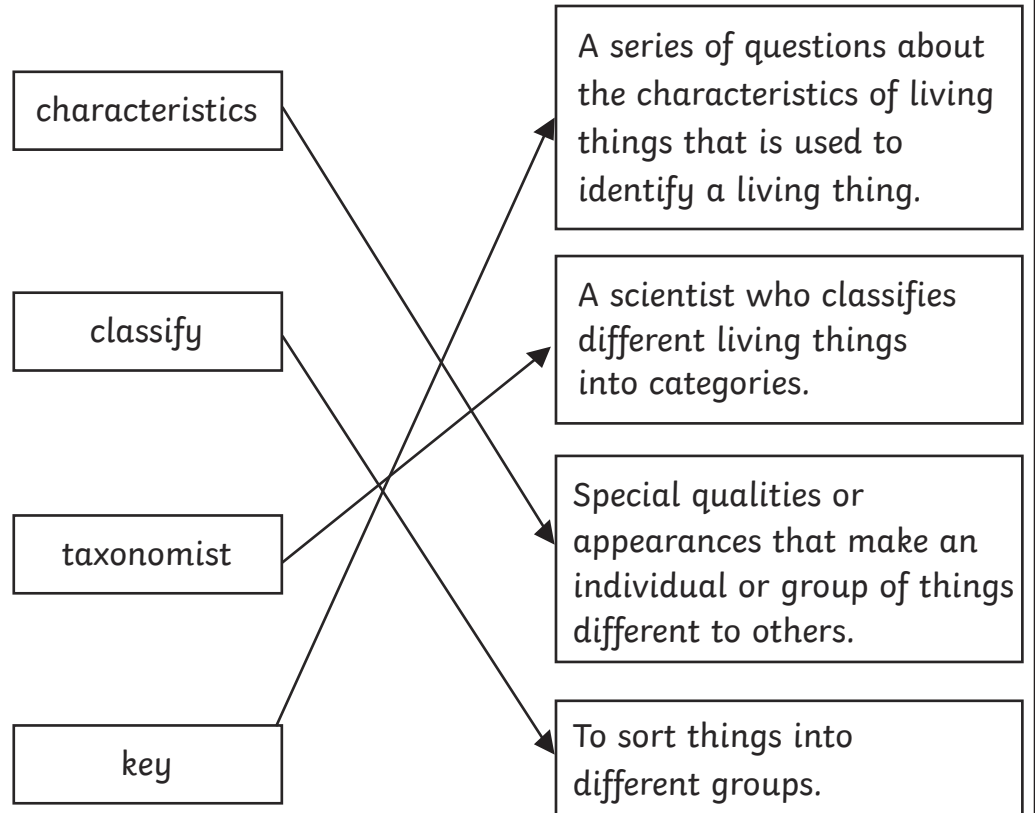 characteristics
classify
taxonomist
key
A series of questions about
the characteristics of living
things that is used to
identify a living thing.
A scientist who classifies
different living things
into categories.
Special qualities or
appearances that make an
individual or group of things
different to others.
To sort things into
different groups.